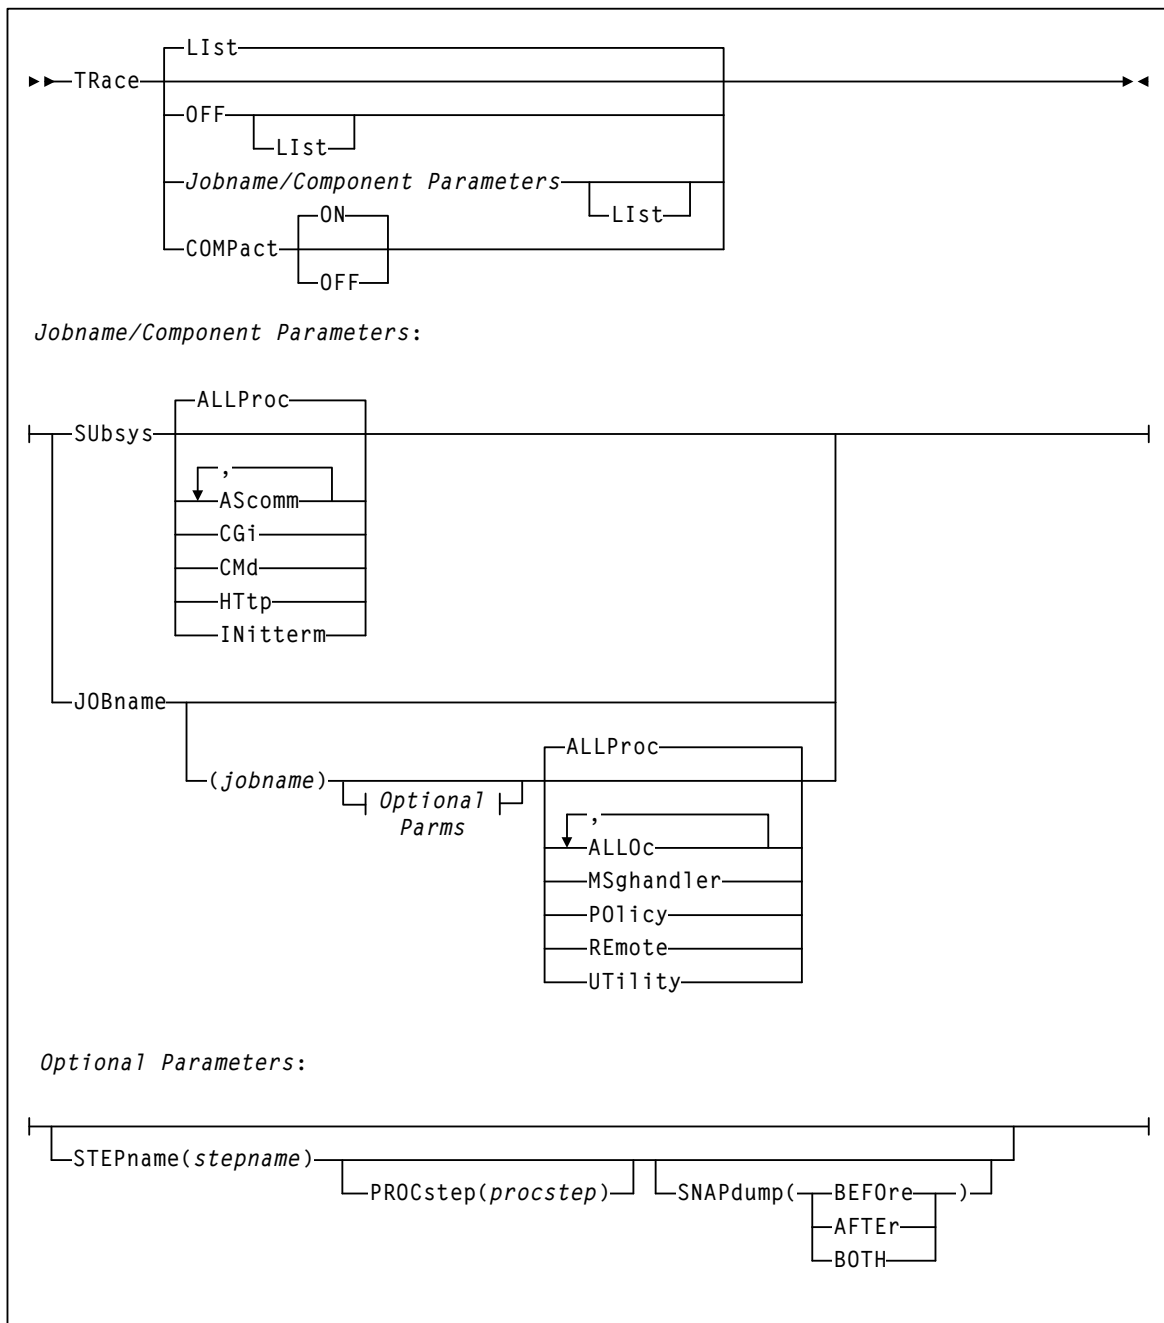 LIst
TRace
OFF
LIst
Jobname/Component Parameters
LIst
ON
COMPact
OFF
Jobname/Component Parameters:
ALLProc
SUbsys
,
AScomm
CGi
CMd
HTtp
INitterm
JOBname
ALLProc
(jobname)
Optional
Parms
,
ALLOc
MSghandler
POlicy
REmote
UTility
Optional Parameters:
STEPname(stepname)
PROCstep(procstep)
SNAPdump( BEFOre )
AFTEr
BOTH